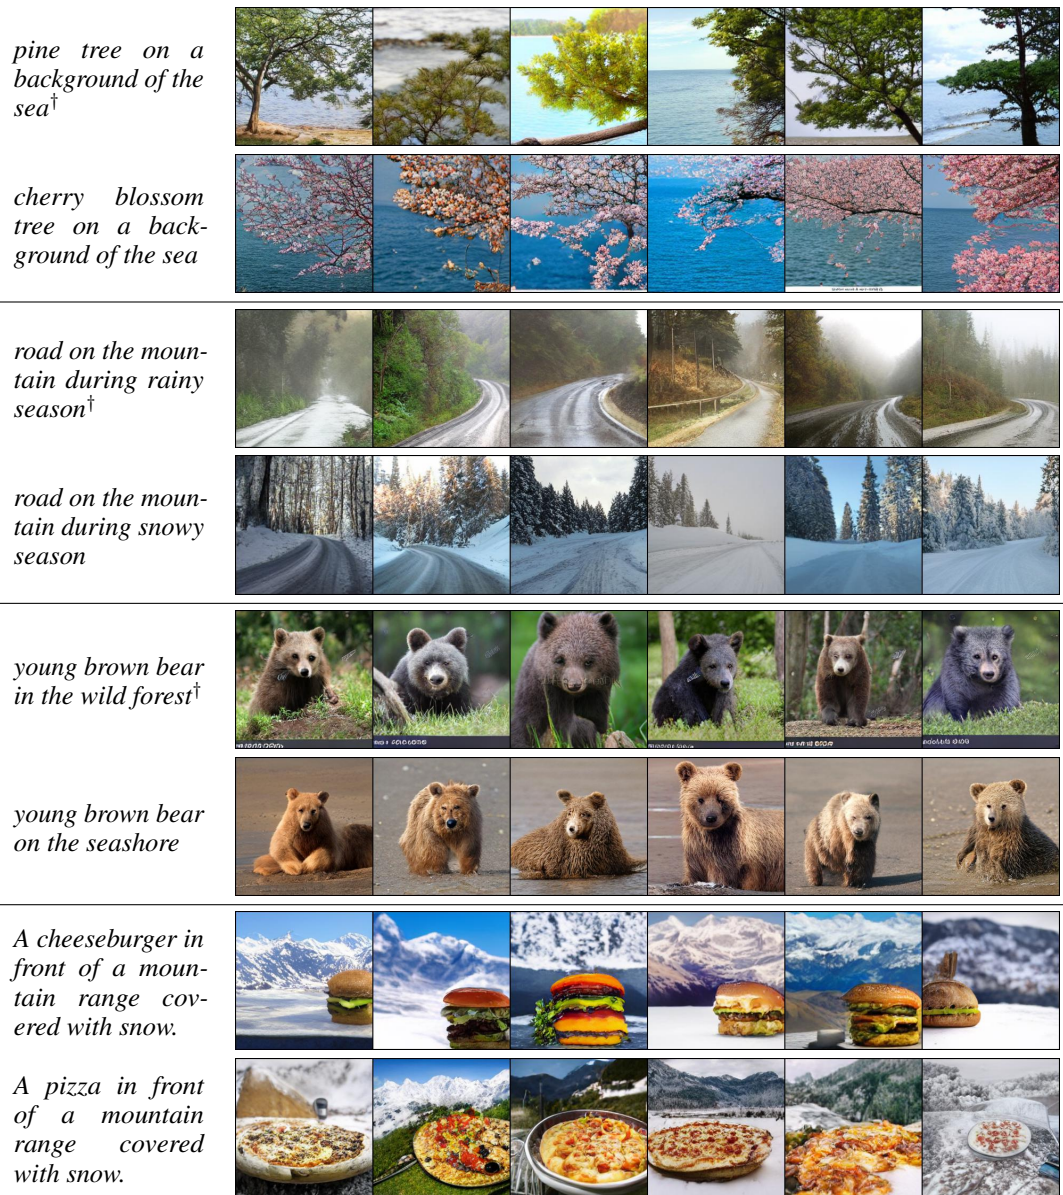 pine tree on a
background of the
sea†
cherry blossom
tree on a back-
ground of the sea
road on the moun-
tain during rainy
season†
road on the moun-
tain during snowy
season
young brown bear
in the wild forest†
young brown bear
on the seashore
A cheeseburger in
front of a moun-
tain range cov-
ered with snow.
A pizza in front
of a mountain
range covered
with snow.